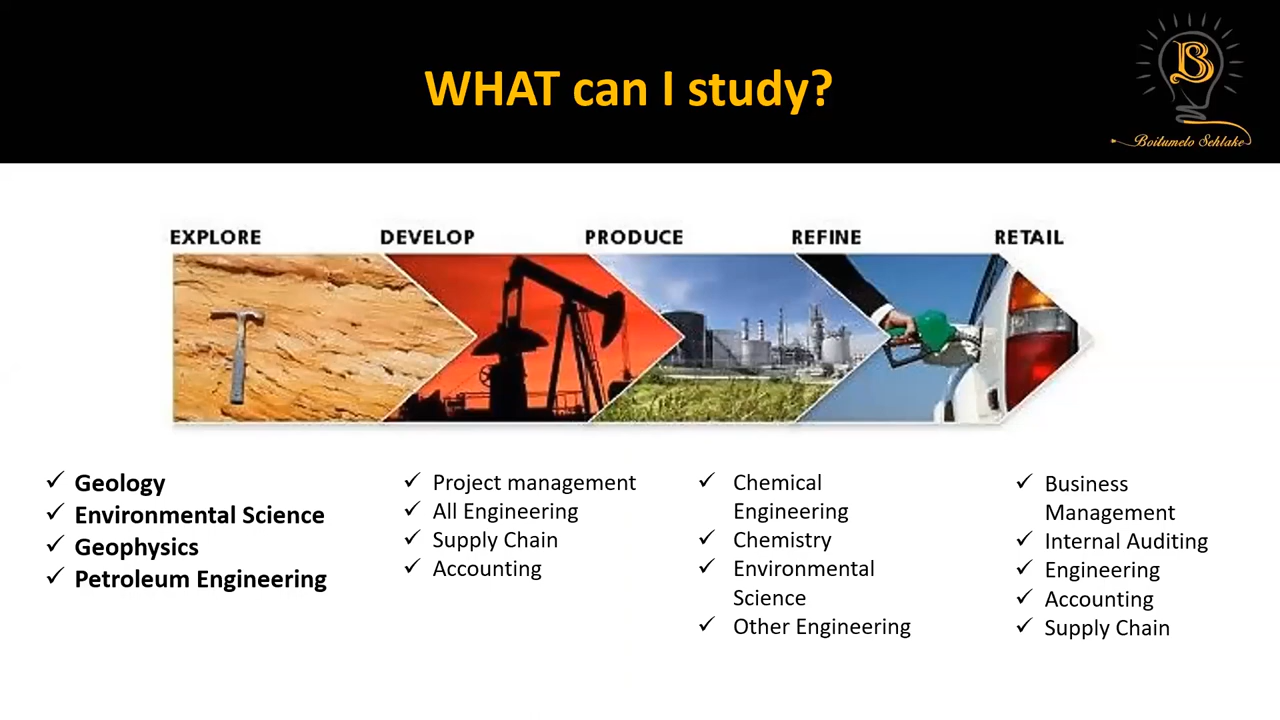 WHAT can I study?
B
Boitumelo Sehlake
EXPLORE
DEVELOP
PRODUCE
REFINE
RETAIL
✓ Geology
✓ Environmental Science
✓ Geophysics
✓ Petroleum Engineering
✓ Project management
✓ All Engineering
✓ Supply Chain
✓ Accounting
✓ Chemical
Engineering
✓ Chemistry
✓ Environmental
Science
✓ Other Engineering
✓ Business
Management
✓ Internal Auditing
✓ Engineering
✓ Accounting
✓ Supply Chain